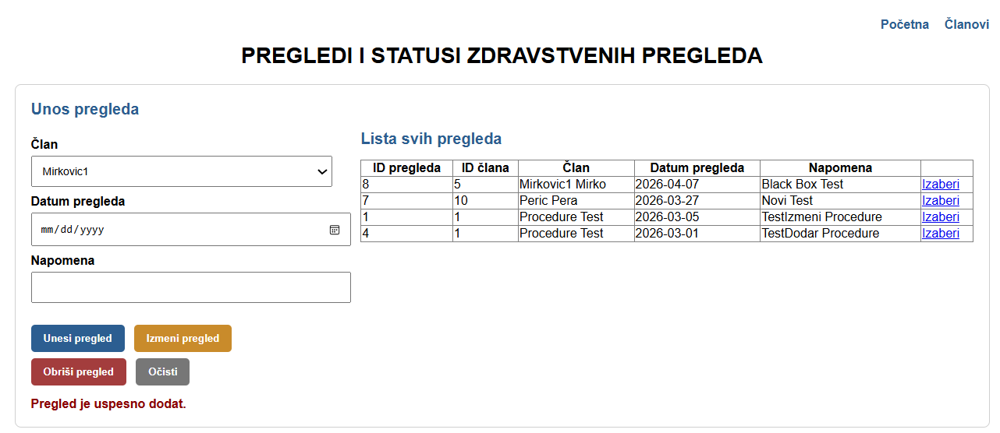 Početna Članovi
PREGLEDI I STATUSI ZDRAVSTVENIH PREGLEDA
Unos pregleda
Član
Mirkovic1
Datum pregleda
mm/dd/yyyy
Napomena
Unesi pregled Izmeni pregled
Obriši pregled Očisti
Pregled je uspesno dodat.
Lista svih pregleda
ID pregleda ID člana Član Datum pregleda Napomena
8 5 Mirkovic1 Mirko 2026-04-07 Black Box Test Izaberi
7 10 Peric Pera 2026-03-27 Novi Test Izaberi
1 1 Procedure Test 2026-03-05 TestIzmeni Procedure Izaberi
4 1 Procedure Test 2026-03-01 TestDodar Procedure Izaberi